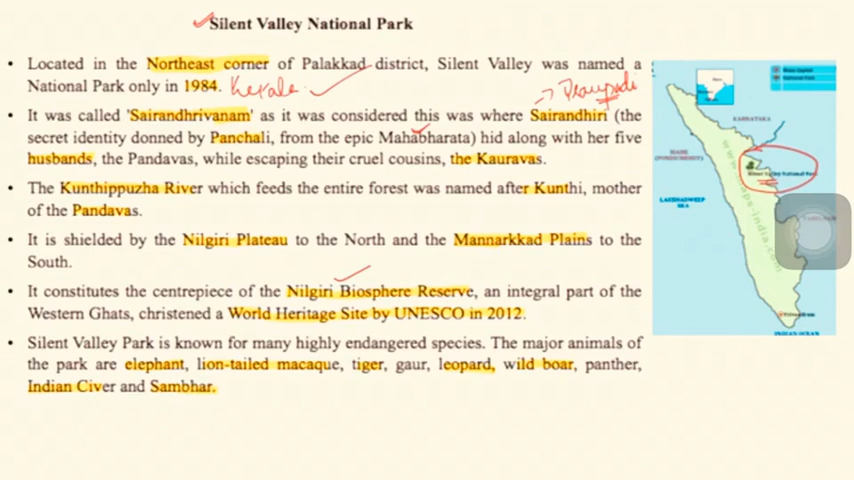 Silent Valley National Park
• Located in the Northeast corner of Palakkad district, Silent Valley was named a
National Park only in 1984. Kerala
→ Draupadi
• It was called 'Sairandhrivanam' as it was considered this was where Sairandhiri (the
secret identity donned by Panchali, from the epic Mahabharata) hid along with her five
husbands, the Pandavas, while escaping their cruel cousins, the Kauravas.
• The Kunthippuzha River which feeds the entire forest was named after Kunthi, mother
of the Pandavas.
• It is shielded by the Nilgiri Plateau to the North and the Mannarkkad Plains to the
South.
• It constitutes the centrepiece of the Nilgiri Biosphere Reserve, an integral part of the
Western Ghats, christened a World Heritage Site by UNESCO in 2012.
• Silent Valley Park is known for many highly endangered species. The major animals of
the park are elephant, lion-tailed macaque, tiger, gaur, leopard, wild boar, panther,
Indian Civer and Sambhar.
KARNATAKA
Silent Valley National Park
LAKSHADWEEP
SEA
INDIAN OCEAN